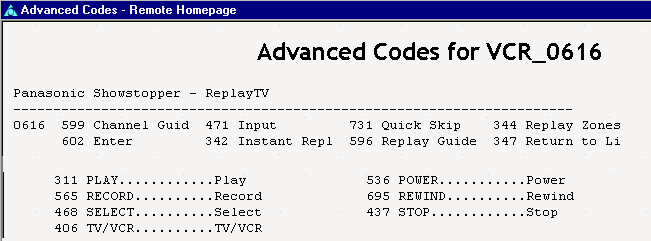 Advanced Codes - Remote Homepage
Advanced Codes for VCR_0616
Panasonic Showstopper - ReplayTV
------------------------------------------------------------------------------
0616 599 Channel Guid 471 Input 731 Quick Skip 344 Replay Zones
602 Enter 342 Instant Repl 596 Replay Guide 347 Return to Li
311 PLAY...........Play 536 POWER..........Power
565 RECORD.........Record 695 REWIND.........Rewind
468 SELECT.........Select 437 STOP...........Stop
406 TV/VCR.........TV/VCR